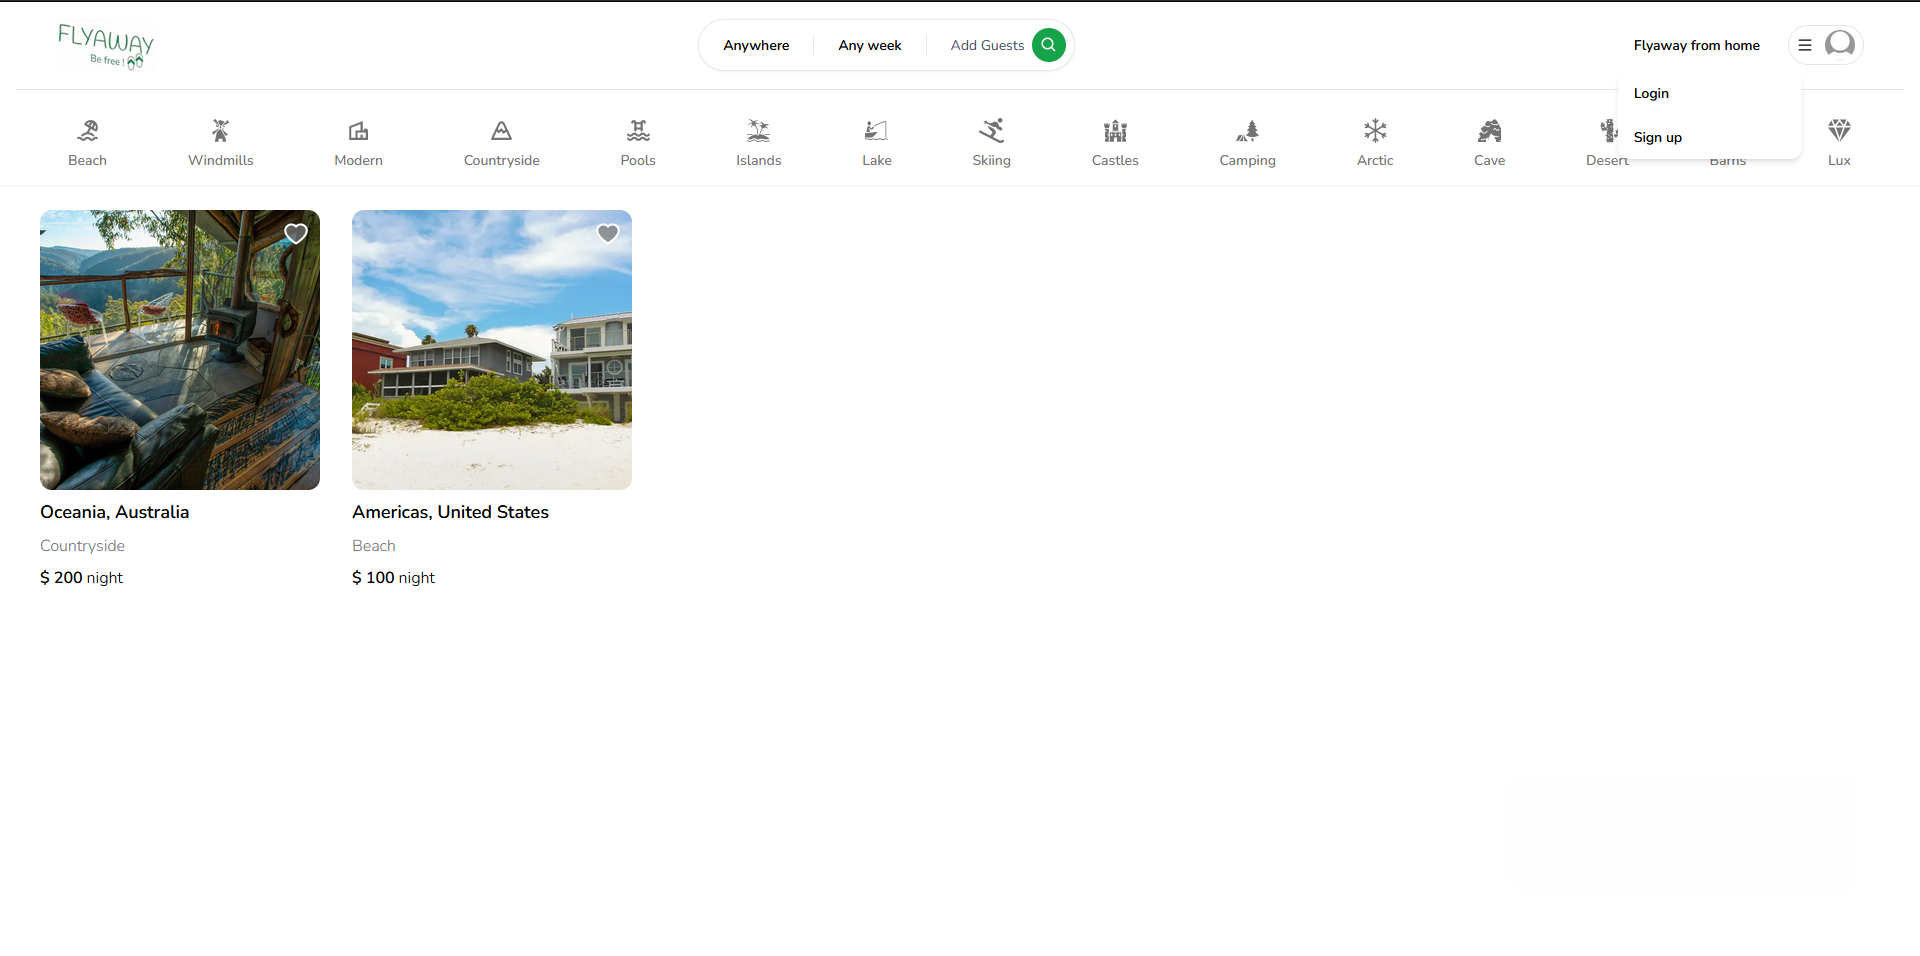 FLYAWAY
Be free !
Anywhere
Any week
Add Guests
Flyaway from home
Login
Sign up
Beach
Windmills
Modern
Countryside
Pools
Islands
Lake
Skiing
Castles
Camping
Arctic
Cave
Desert
Barns
Lux
Oceania, Australia
Countryside
$ 200 night
Americas, United States
Beach
$ 100 night